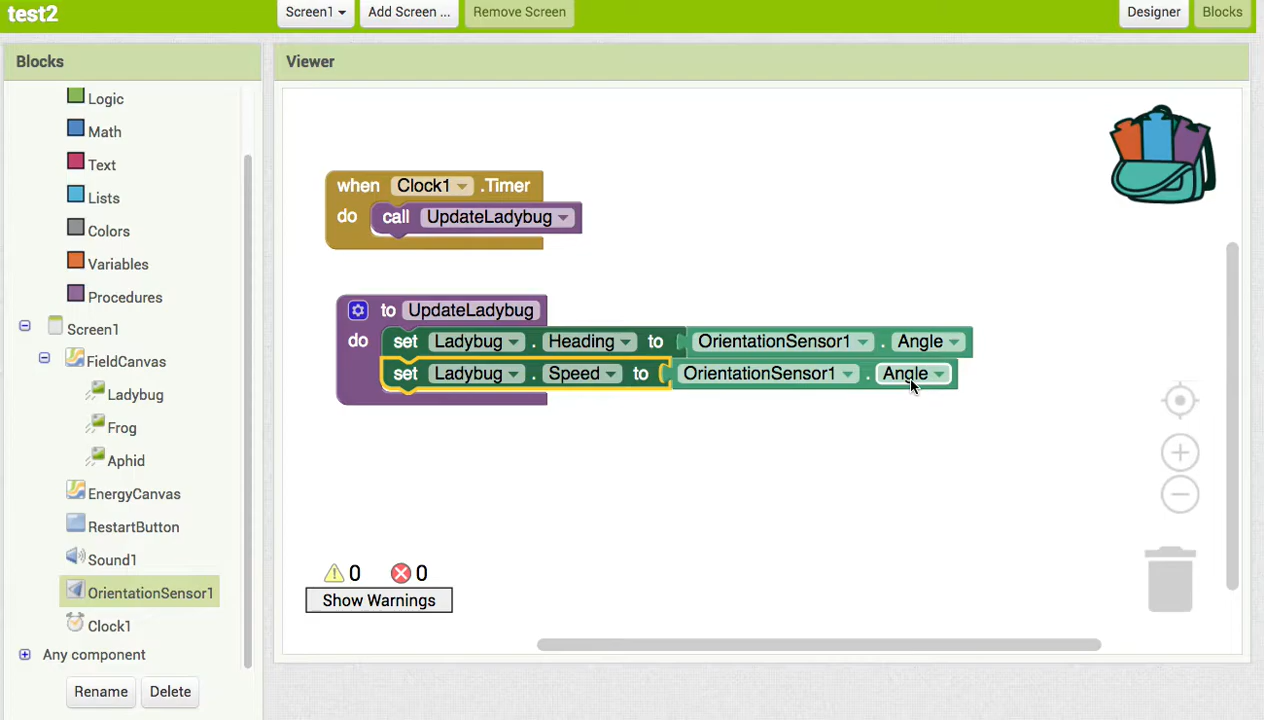 test2
Screen1
Add Screen ...
Remove Screen
Designer
Blocks
Blocks
Logic
Math
Text
Lists
Colors
Variables
Procedures
Screen1
FieldCanvas
Ladybug
Frog
Aphid
EnergyCanvas
RestartButton
Sound1
OrientationSensor1
Clock1
Any component
Rename
Delete
Viewer
when Clock1 .Timer
do call UpdateLadybug
to UpdateLadybug
do set Ladybug . Heading to OrientationSensor1 . Angle
set Ladybug . Speed to OrientationSensor1 . Angle
0 0
Show Warnings